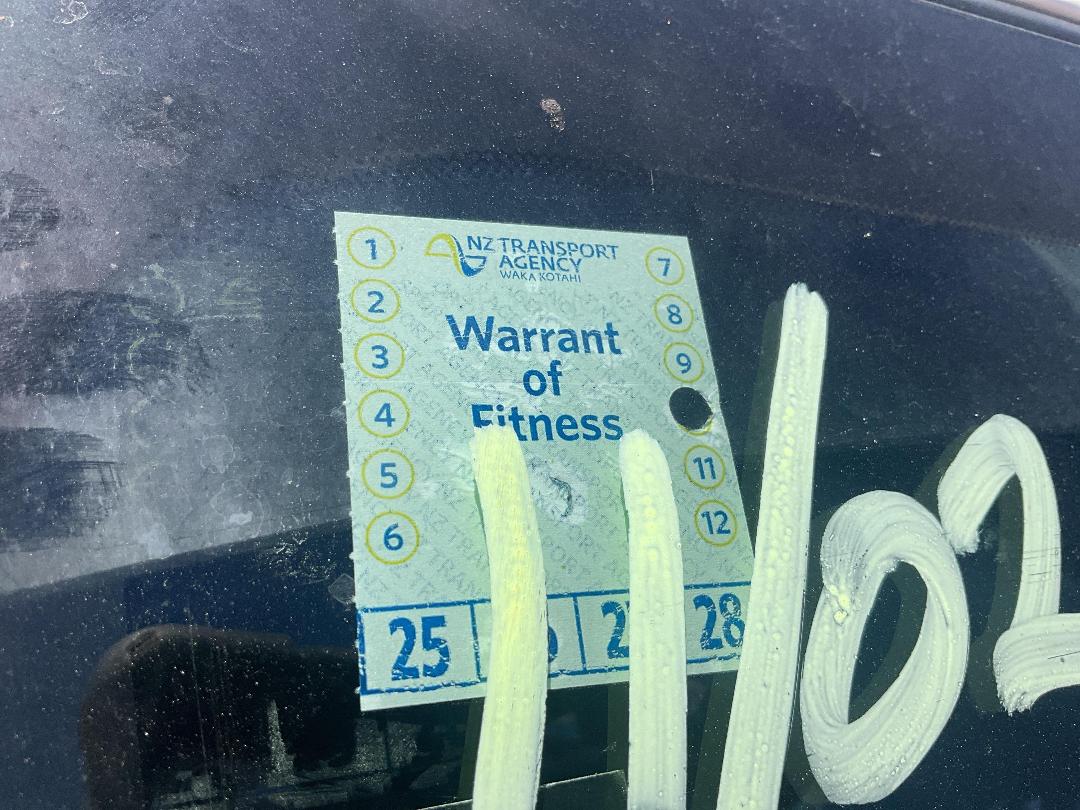 NZ TRANSPORT
AGENCY
WAKA KOTAHI
1
2
3
4
5
6
7
8
9
11
12
Warrant
of
Fitness
25
28
11/02